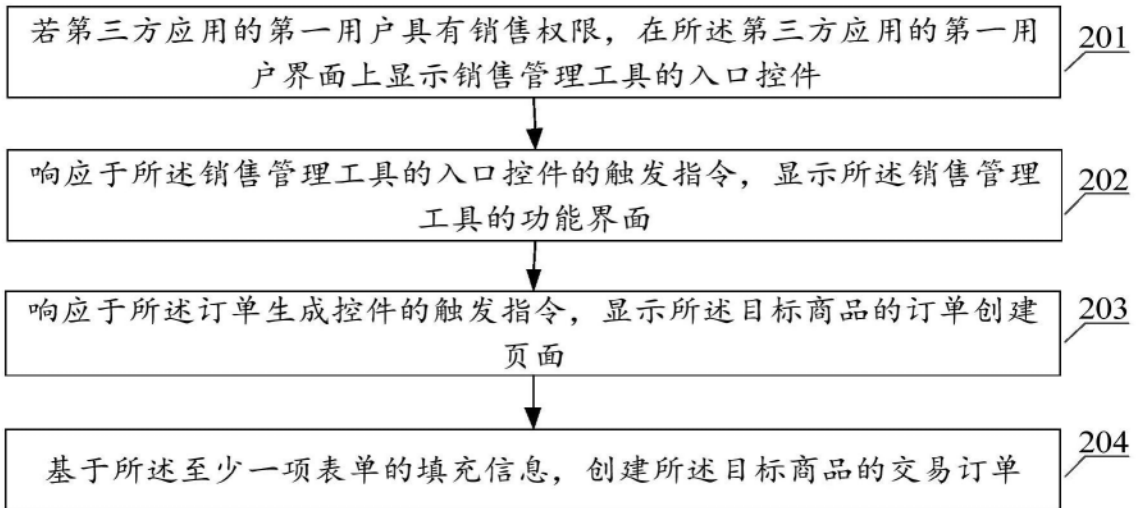 若第三方应用的第一用户具有销售权限，在所述第三方应用的第一用
户界面上显示销售管理工具的入口控件
201
响应于所述销售管理工具的入口控件的触发指令，显示所述销售管理
工具的功能界面
202
响应于所述订单生成控件的触发指令，显示所述目标商品的订单创建
页面
203
基于所述至少一项表单的填充信息，创建所述目标商品的交易订单
204